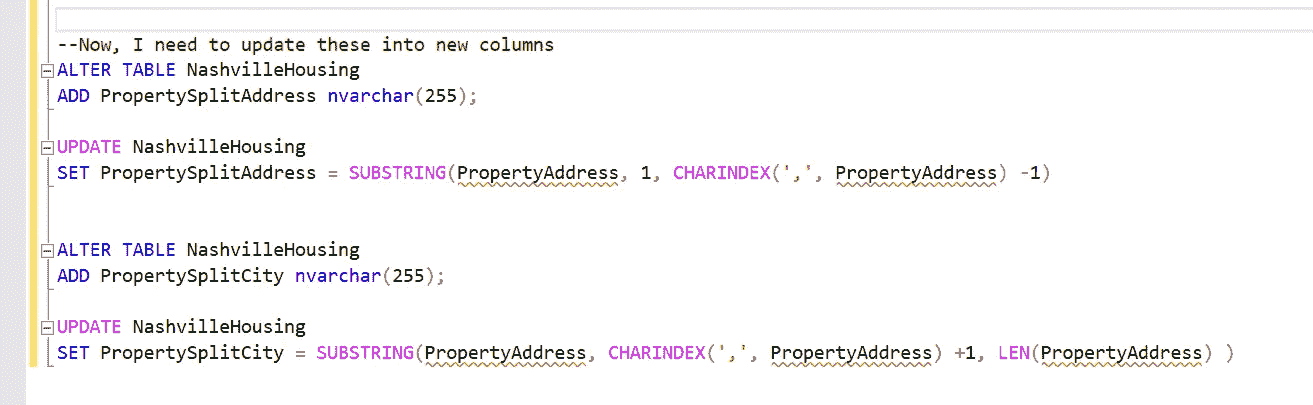 --Now, I need to update these into new columns
ALTER TABLE NashvilleHousing
ADD PropertySplitAddress nvarchar(255);
UPDATE NashvilleHousing
SET PropertySplitAddress = SUBSTRING(PropertyAddress, 1, CHARINDEX(',', PropertyAddress) -1)
ALTER TABLE NashvilleHousing
ADD PropertySplitCity nvarchar(255);
UPDATE NashvilleHousing
SET PropertySplitCity = SUBSTRING(PropertyAddress, CHARINDEX(',', PropertyAddress) +1, LEN(PropertyAddress) )